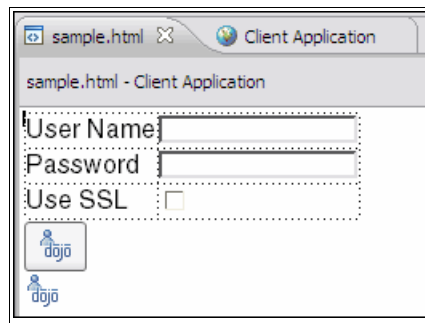 sample.html Client Application
sample.html - Client Application
User Name
Password
Use SSL
dojo
dojo